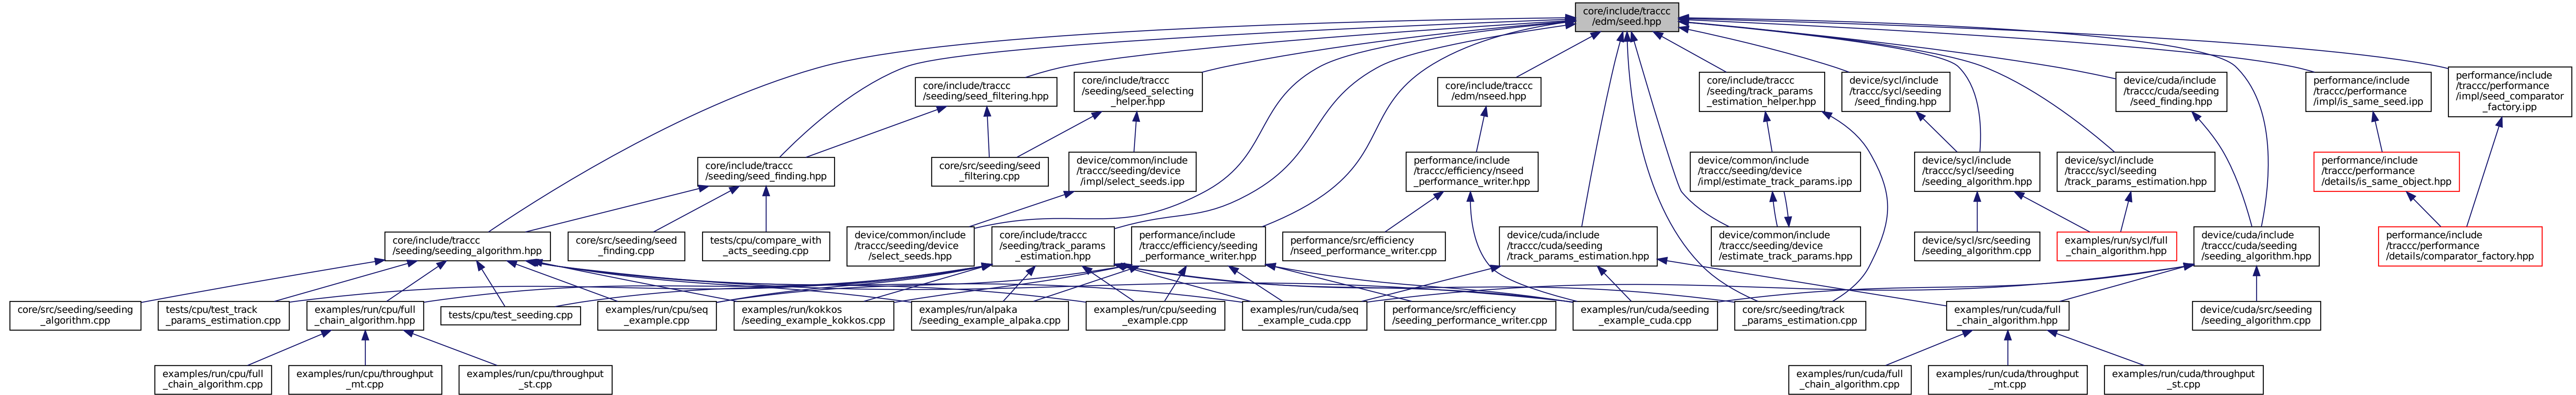 core/include/traccc
/edm/seed.hpp
core/include/traccc
/seeding/seed_filtering.hpp
core/include/traccc
/seeding/seed_selecting
_helper.hpp
core/include/traccc
/edm/nseed.hpp
core/include/traccc
/seeding/track_params
_estimation_helper.hpp
device/sycl/include
/traccc/sycl/seeding
/seed_finding.hpp
device/cuda/include
/traccc/cuda/seeding
/seed_finding.hpp
performance/include
/traccc/performance
/impl/is_same_seed.ipp
performance/include
/traccc/performance
/impl/seed_comparator
_factory.ipp
core/include/traccc
/seeding/seed_finding.hpp
core/src/seeding/seed
_filtering.cpp
device/common/include
/traccc/seeding/device
/impl/select_seeds.ipp
performance/include
/traccc/efficiency/nseed
_performance_writer.hpp
device/common/include
/traccc/seeding/device
/impl/estimate_track_params.ipp
device/sycl/include
/traccc/sycl/seeding
/seeding_algorithm.hpp
device/sycl/include
/traccc/sycl/seeding
/track_params_estimation.hpp
performance/include
/traccc/performance
/details/is_same_object.hpp
core/include/traccc
/seeding/seeding_algorithm.hpp
core/src/seeding/seed
_finding.cpp
tests/cpu/compare_with
_acts_seeding.cpp
device/common/include
/traccc/seeding/device
/select_seeds.hpp
core/include/traccc
/seeding/track_params
_estimation.hpp
performance/include
/traccc/efficiency/seeding
_performance_writer.hpp
performance/src/efficiency
/nseed_performance_writer.cpp
device/cuda/include
/traccc/cuda/seeding
/track_params_estimation.hpp
device/common/include
/traccc/seeding/device
/estimate_track_params.hpp
device/sycl/src/seeding
/seeding_algorithm.cpp
examples/run/sycl/full
_chain_algorithm.hpp
device/cuda/include
/traccc/cuda/seeding
/seeding_algorithm.hpp
performance/include
/traccc/performance
/details/comparator_factory.hpp
core/src/seeding/seeding
_algorithm.cpp
tests/cpu/test_track
_params_estimation.cpp
examples/run/cpu/full
_chain_algorithm.hpp
tests/cpu/test_seeding.cpp
examples/run/cpu/seq
_example.cpp
examples/run/kokkos
/seeding_example_kokkos.cpp
examples/run/alpaka
/seeding_example_alpaka.cpp
examples/run/cpu/seeding
_example.cpp
examples/run/cuda/seq
_example_cuda.cpp
performance/src/efficiency
/seeding_performance_writer.cpp
examples/run/cuda/seeding
_example_cuda.cpp
core/src/seeding/track
_params_estimation.cpp
examples/run/cuda/full
_chain_algorithm.hpp
device/cuda/src/seeding
/seeding_algorithm.cpp
examples/run/cpu/full
_chain_algorithm.cpp
examples/run/cpu/throughput
_mt.cpp
examples/run/cpu/throughput
_st.cpp
examples/run/cuda/full
_chain_algorithm.cpp
examples/run/cuda/throughput
_mt.cpp
examples/run/cuda/throughput
_st.cpp